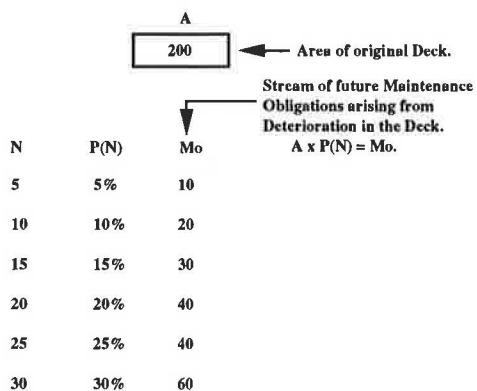 A
200 Area of original Deck.
Stream of future Maintenance
Obligations arising from
Deterioration in the Deck.
N P(N) Mo A x P(N) = Mo.
5 5% 10
10 10% 20
15 15% 30
20 20% 40
25 25% 40
30 30% 60